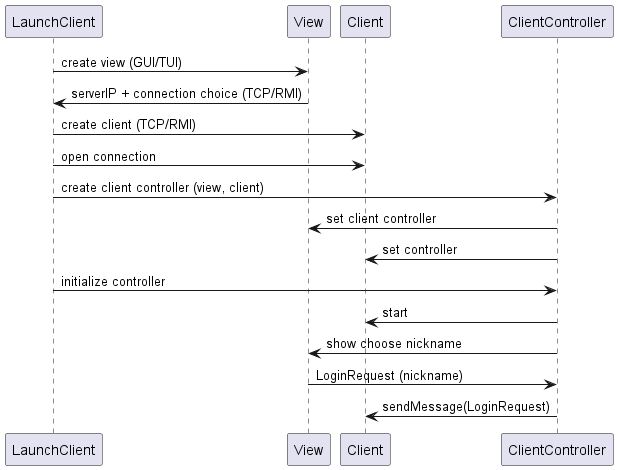 LaunchClient
View
Client
ClientController
create view (GUI/TUI)
serverIP + connection choice (TCP/RMI)
create client (TCP/RMI)
open connection
create client controller (view, client)
set client controller
set controller
initialize controller
start
show choose nickname
LoginRequest (nickname)
sendMessage(LoginRequest)
LaunchClient
View
Client
ClientController